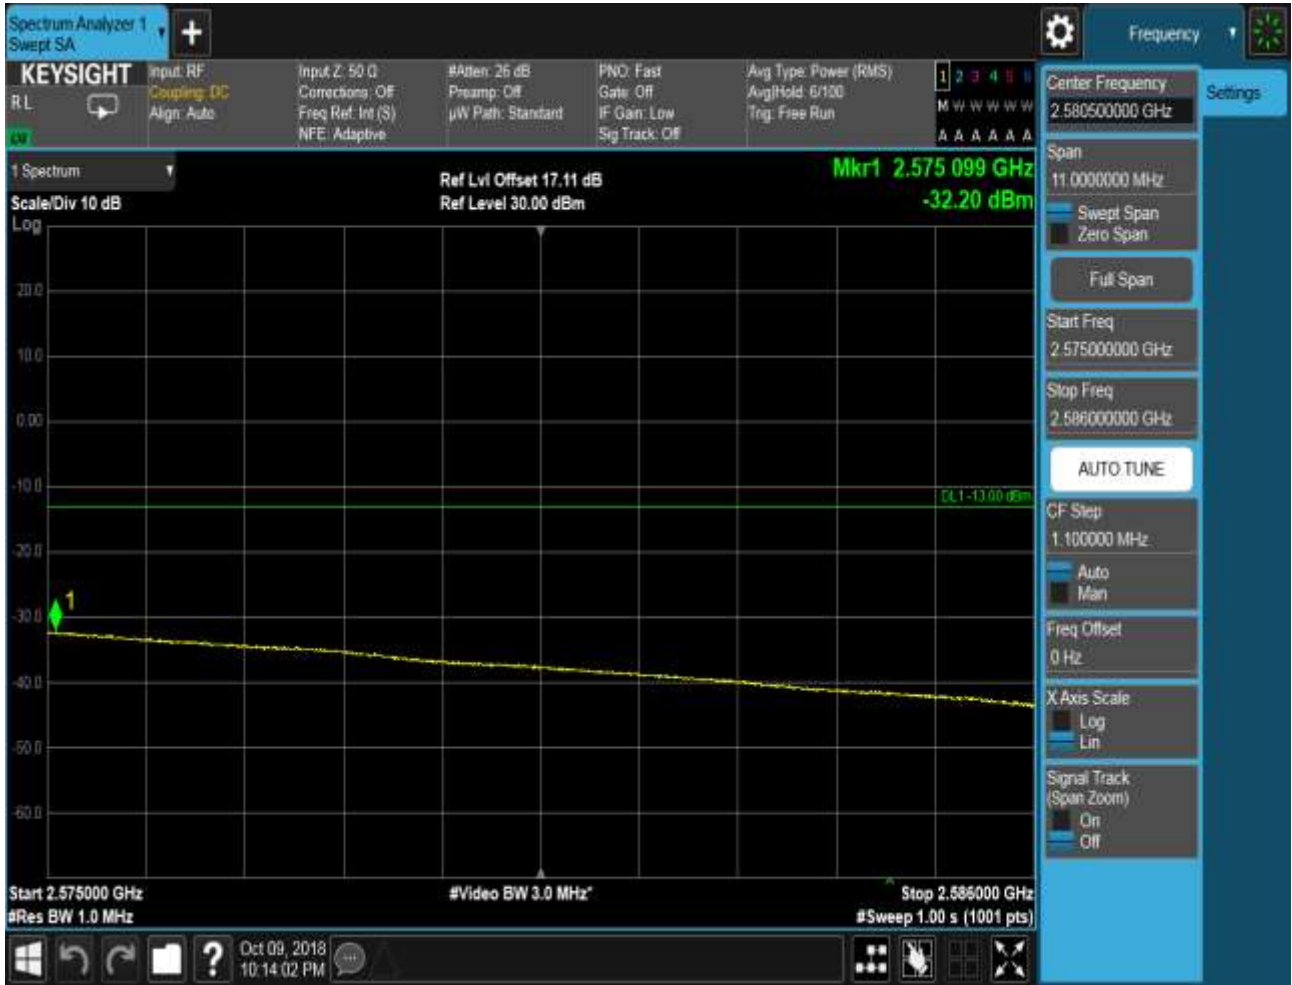 Spectrum Analyzer 1
Swept SA
+
Frequency
KEYSIGHT
RL
Input: RF
Coupling: DC
Align: Auto
Input Z: 50 Ω
Corrections: Off
Freq Ref: Int (S)
NFE: Adaptive
#Atten: 26 dB
Preamp: Off
µW Path: Standard
PNO: Fast
Gate: Off
IF Gain: Low
Sig Track: Off
Avg Type: Power (RMS)
Avg|Hold: 6/100
Trig: Free Run
1 2 3 4 5 6
M W W W W W
A A A A A A
Center Frequency
2.580500000 GHz
Settings
Span
11.0000000 MHz
Swept Span
Zero Span
Full Span
Start Freq
2.575000000 GHz
Stop Freq
2.586000000 GHz
AUTO TUNE
CF Step
1.100000 MHz
Auto
Man
Freq Offset
0 Hz
X Axis Scale
Log
Lin
Signal Track
(Span Zoom)
On
Off
1 Spectrum
Scale/Div 10 dB
Log
Ref Lvl Offset 17.11 dB
Ref Level 30.00 dBm
Mkr1 2.575 099 GHz
-32.20 dBm
20.0
10.0
0.00
-10.0
DL1 -13.00 dBm
-20.0
1
-30.0
-40.0
-50.0
-60.0
Start 2.575000 GHz
#Res BW 1.0 MHz
#Video BW 3.0 MHz*
Stop 2.586000 GHz
#Sweep 1.00 s (1001 pts)
?
Oct 09, 2018
10:14:02 PM